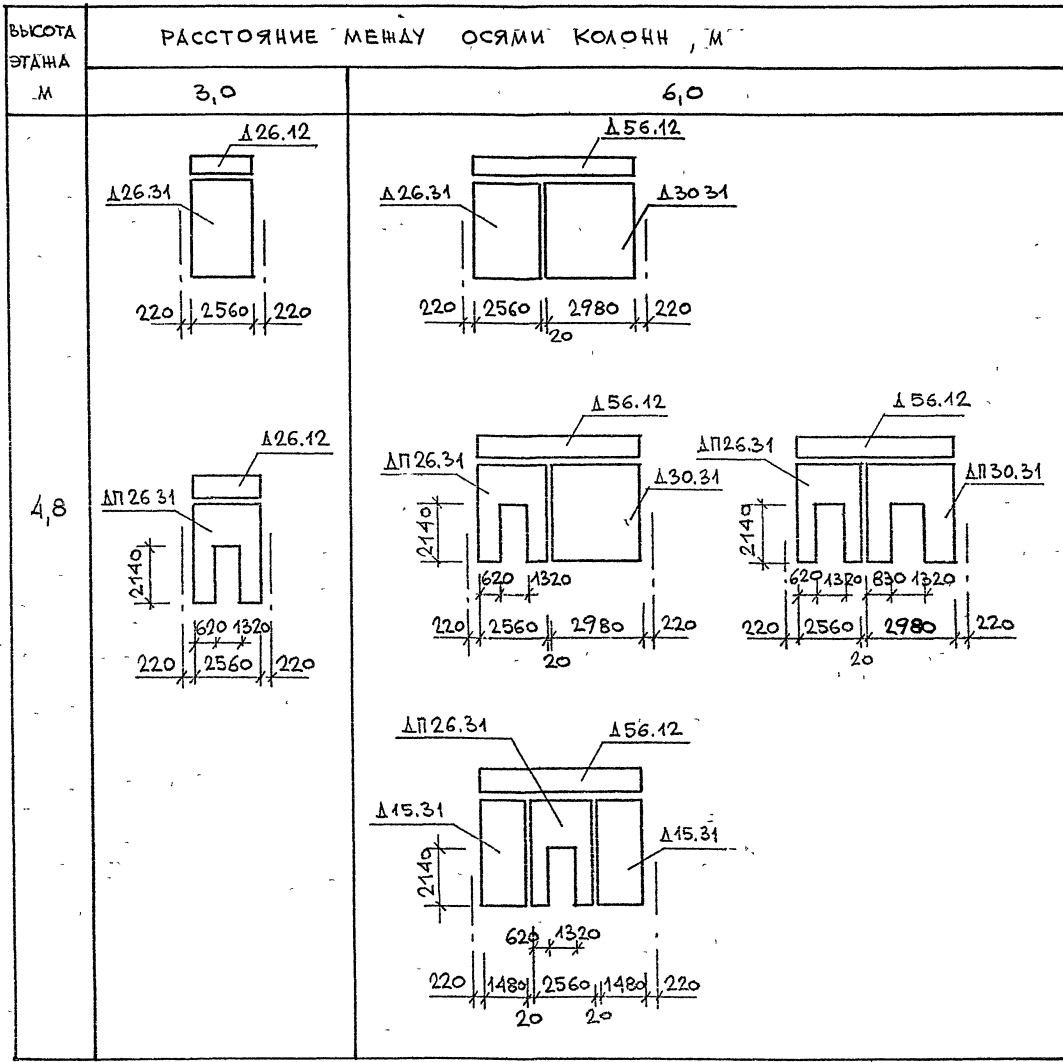 ВЫСОТА ЭТАЖА М
РАССТОЯНИЕ МЕЖДУ ОСЯМИ КОЛОНН, М
3,0
6,0
4,8
Д26.12
Д26.31
220 2560 220
Д56.12
Д26.31
Д30 31
220 2560 2980 220
20
Д26.12
ДП26 31
2140
620 1320
220 2560 220
Д56.12
ДП26.31
Д30.31
2140
620 1320
220 2560 2980 220
20
Д56.12
ДП26.31
ДП30.31
2140
620 1320 830 1320
220 2560 2980 220
20
ДП26.31
Д56.12
Д15.31
Д15.31
2140
620 1320
220 1480 2560 1480 220
20 20